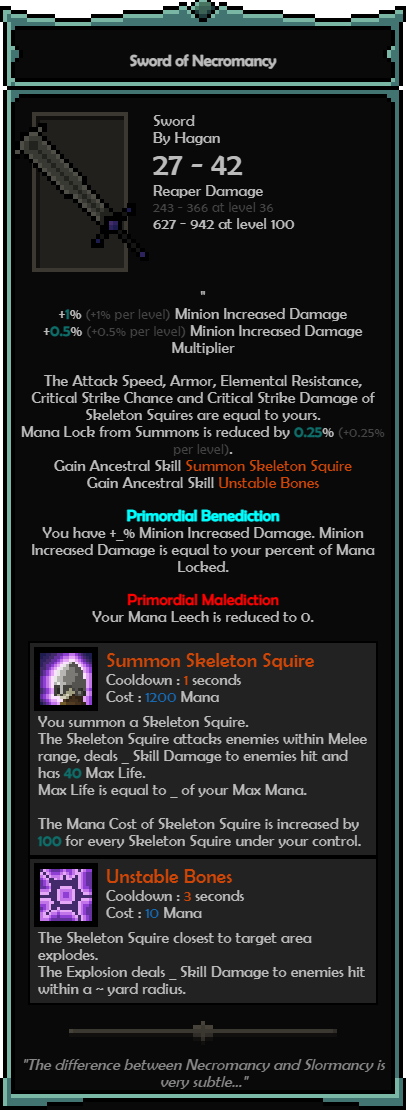 Sword of Necromancy
Sword
By Hagan
27 - 42
Reaper Damage
243 - 366 at level 36
627 - 942 at level 100
"
+1% (+1% per level) Minion Increased Damage
+0.5% (+0.5% per level) Minion Increased Damage
Multiplier
The Attack Speed, Armor, Elemental Resistance,
Critical Strike Chance and Critical Strike Damage of
Skeleton Squires are equal to yours.
Mana Lock from Summons is reduced by 0.25% (+0.25%
per level).
Gain Ancestral Skill Summon Skeleton Squire
Gain Ancestral Skill Unstable Bones
Primordial Benediction
You have +_% Minion Increased Damage. Minion
Increased Damage is equal to your percent of Mana
Locked.
Primordial Malediction
Your Mana Leech is reduced to 0.
Summon Skeleton Squire
Cooldown : 1 seconds
Cost : 1200 Mana
You summon a Skeleton Squire.
The Skeleton Squire attacks enemies within Melee
range, deals _ Skill Damage to enemies hit and
has 40 Max Life.
Max Life is equal to _ of your Max Mana.
The Mana Cost of Skeleton Squire is increased by
100 for every Skeleton Squire under your control.
Unstable Bones
Cooldown : 3 seconds
Cost : 10 Mana
The Skeleton Squire closest to target area
explodes.
The Explosion deals _ Skill Damage to enemies hit
within a ~ yard radius.
"The difference between Necromancy and Slormancy is
very subtle..."